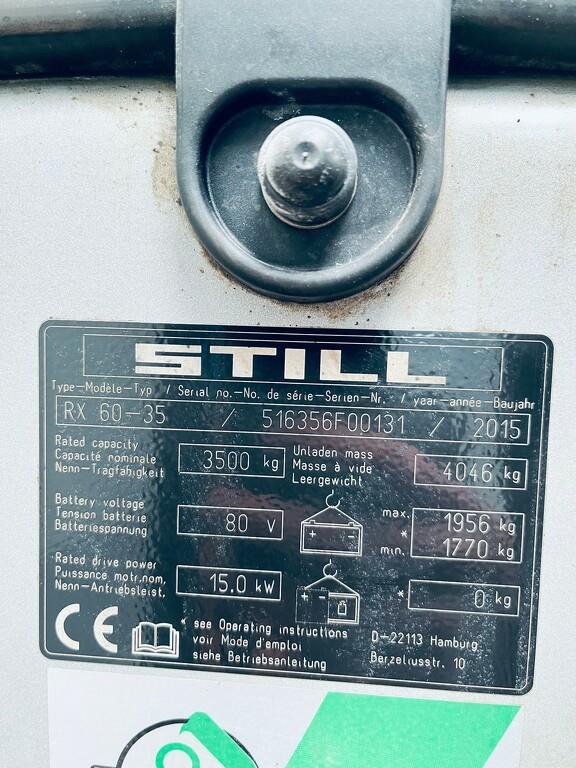 STILL
Type-Modèle-Typ / Serial no.-No. de série-Serien-Nr. / year-année-Baujahr
RX 60-35 / 516356F00131 / 2015
Rated capacity
Capacité nominale
Nenn-Tragfähigkeit
3500 kg
Unladen mass
Masse à vide
Leergewicht
4046 kg
Battery voltage
Tension batterie
Batteriespannung
80 V
+ -
max. 1956 kg
*
min. 1770 kg
Rated drive power
Puissance motr.nom.
Nenn-Antriebsleist.
15.0 kW
+
* 0 kg
CE
* see Operating instructions
voir Mode d'emploi
siehe Betriebsanleitung
D-22113 Hamburg
Berzeliusstr. 10